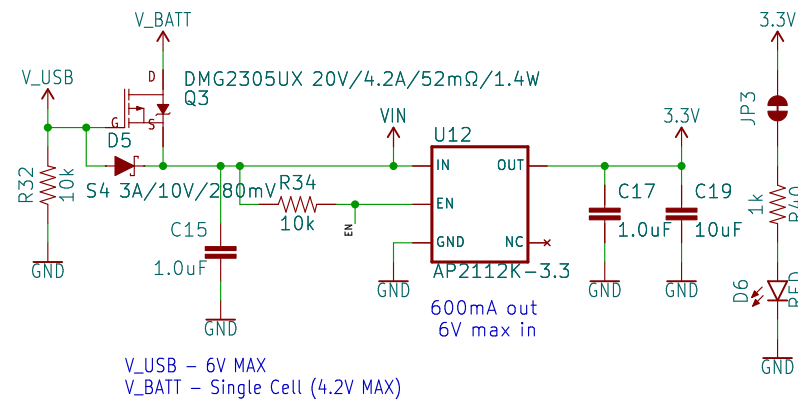 V_BATT
3.3V
D
DMG2305UX 20V/4.2A/52mΩ/1.4W
Q3
V_USB
JP3
VIN
3.3V
G
S
D5
U12
IN
OUT
R32
10k
S4 3A/10V/280mV
R34
10k
EN
EN
C17
1.0uF
C19
10uF
1k
R40
C15
1.0uF
GND
NC
AP2112K-3.3
GND
GND
GND
GND
D6
RED
600mA out
6V max in
GND
GND
V_USB - 6V MAX
V_BATT - Single Cell (4.2V MAX)